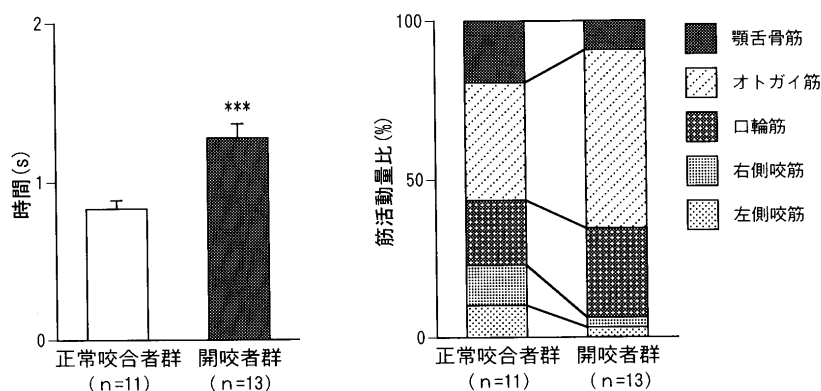 2
1
0
時間(s)
***
正常咬合者群
(n=11)
開咬者群
(n=13)
100
50
0
筋活動量比(%)
正常咬合者群
(n=11)
開咬者群
(n=13)
顎舌骨筋
オトガイ筋
口輪筋
右側咬筋
左側咬筋